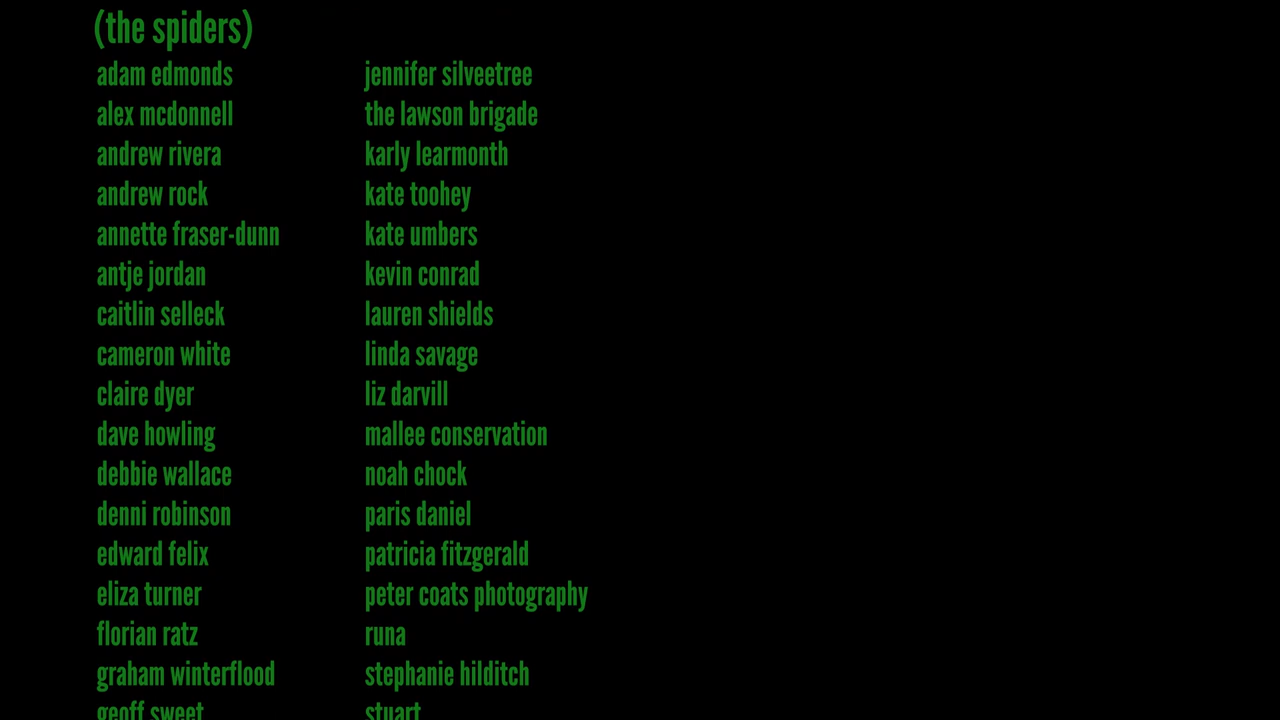 (the spiders)
adam edmonds
alex mcdonnell
andrew rivera
andrew rock
annette fraser-dunn
antje jordan
caitlin selleck
cameron white
claire dyer
dave howling
debbie wallace
denni robinson
edward felix
eliza turner
florian ratz
graham winterflood
geoff sweet
jennifer silveetree
the lawson brigade
karly learmonth
kate toohey
kate umbers
kevin conrad
lauren shields
linda savage
liz darvill
mallee conservation
noah chock
paris daniel
patricia fitzgerald
peter coats photography
runa
stephanie hilditch
stuart